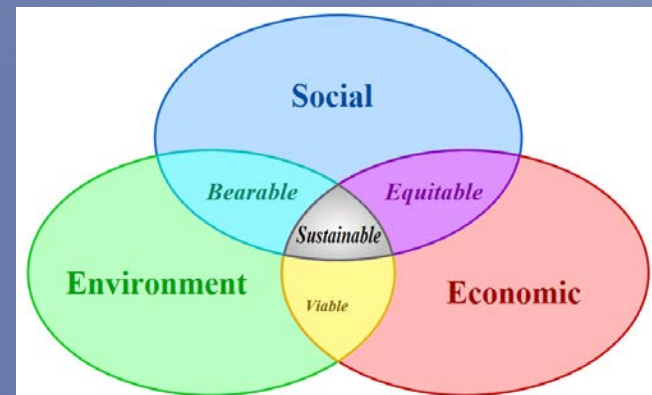 Social
Bearable
Equitable
Sustainable
Environment
Economic
Viable